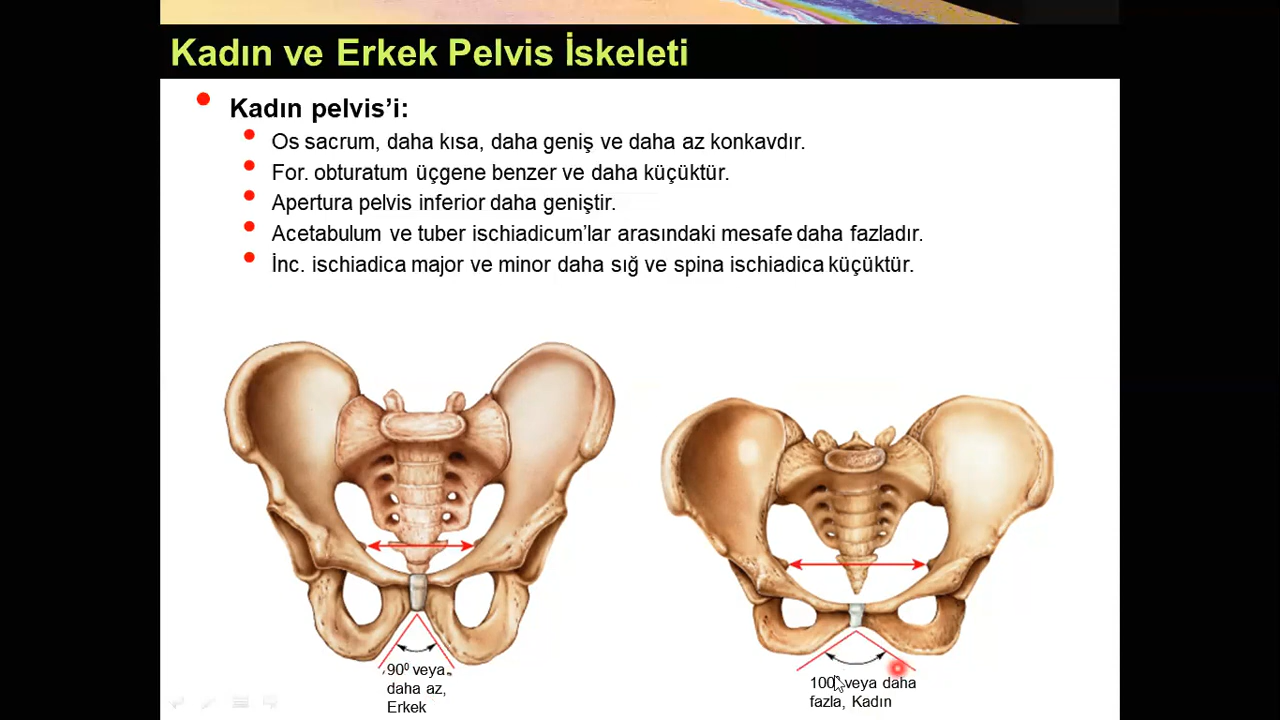 Kadın ve Erkek Pelvis İskeleti
Kadın pelvis’i:
Os sacrum, daha kısa, daha geniş ve daha az konkavdır.
For. obturatum üçgene benzer ve daha küçüktür.
Apertura pelvis inferior daha geniştir.
Acetabulum ve tuber ischiadicum’lar arasındaki mesafe daha fazladır.
İnc. ischiadica major ve minor daha sığ ve spina ischiadica küçüktür.
90⁰ veya
daha az,
Erkek
100⁰ veya daha
fazla, Kadın